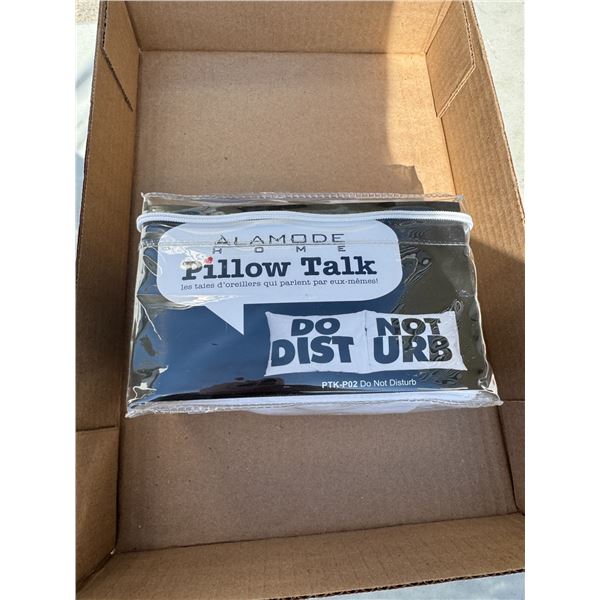 ALAMODE
HOME
Pillow Talk
les taies d'oreillers qui parlent par eux-mêmes!
DO NOT
DIST URB
PTK-P02 Do Not Disturb